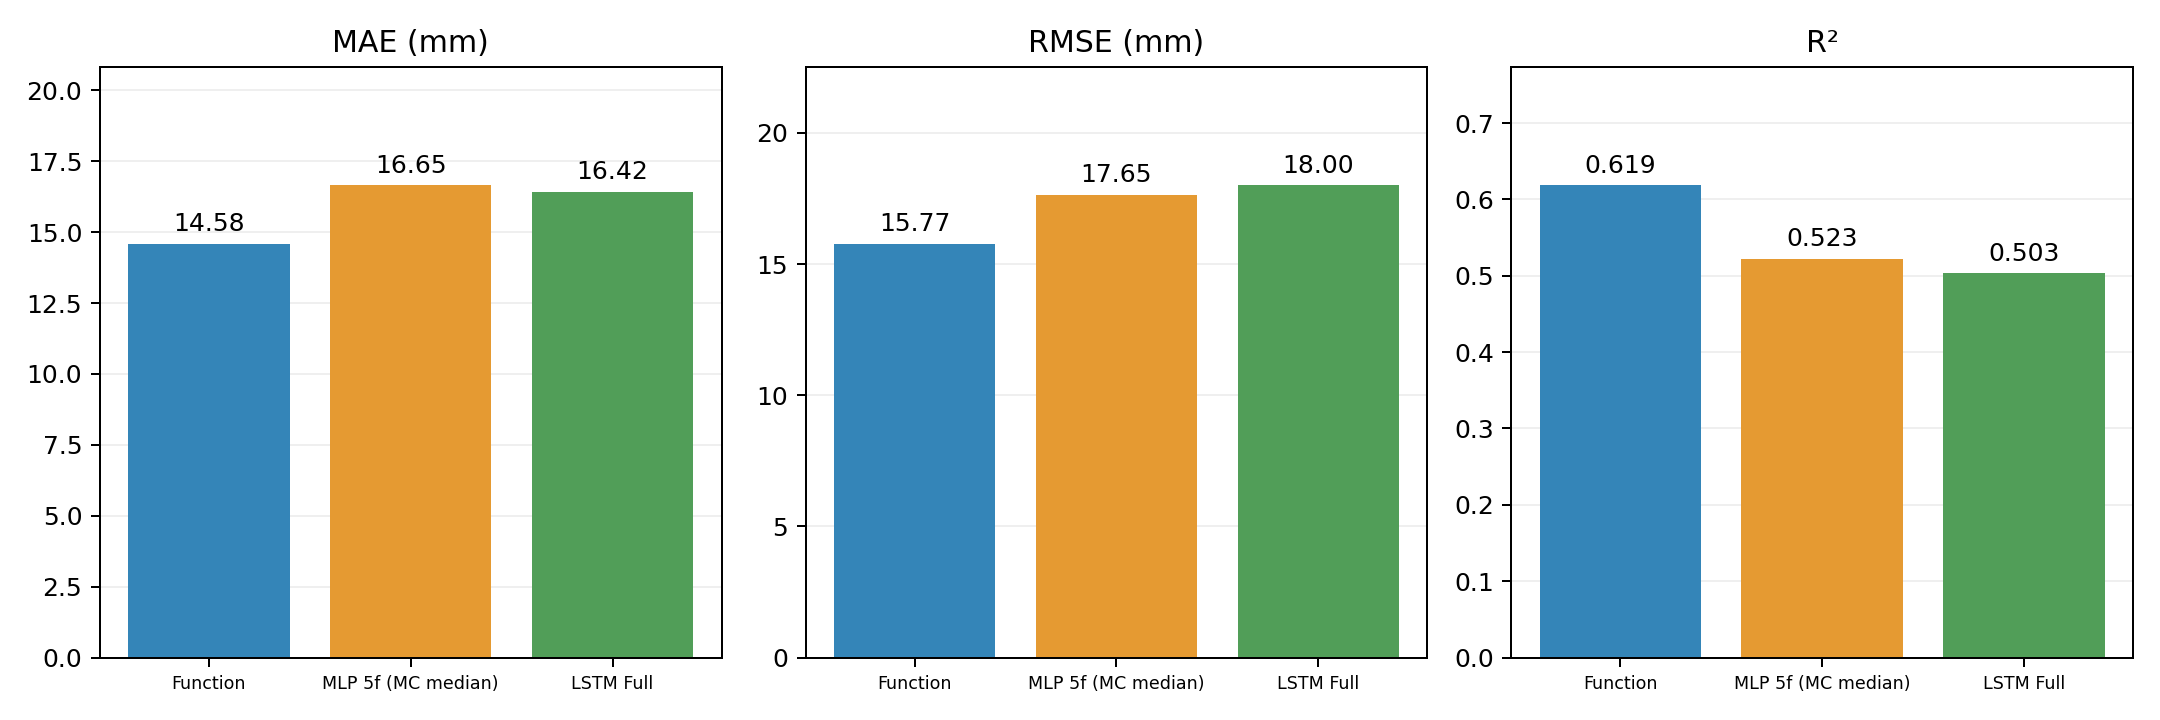 MAE (mm)
20.0
17.5
15.0
12.5
10.0
7.5
5.0
2.5
0.0
14.58
16.65
16.42
Function
MLP 5f (MC median)
LSTM Full
RMSE (mm)
20
15
10
5
0
15.77
17.65
18.00
Function
MLP 5f (MC median)
LSTM Full
R²
0.7
0.6
0.5
0.4
0.3
0.2
0.1
0.0
0.619
0.523
0.503
Function
MLP 5f (MC median)
LSTM Full